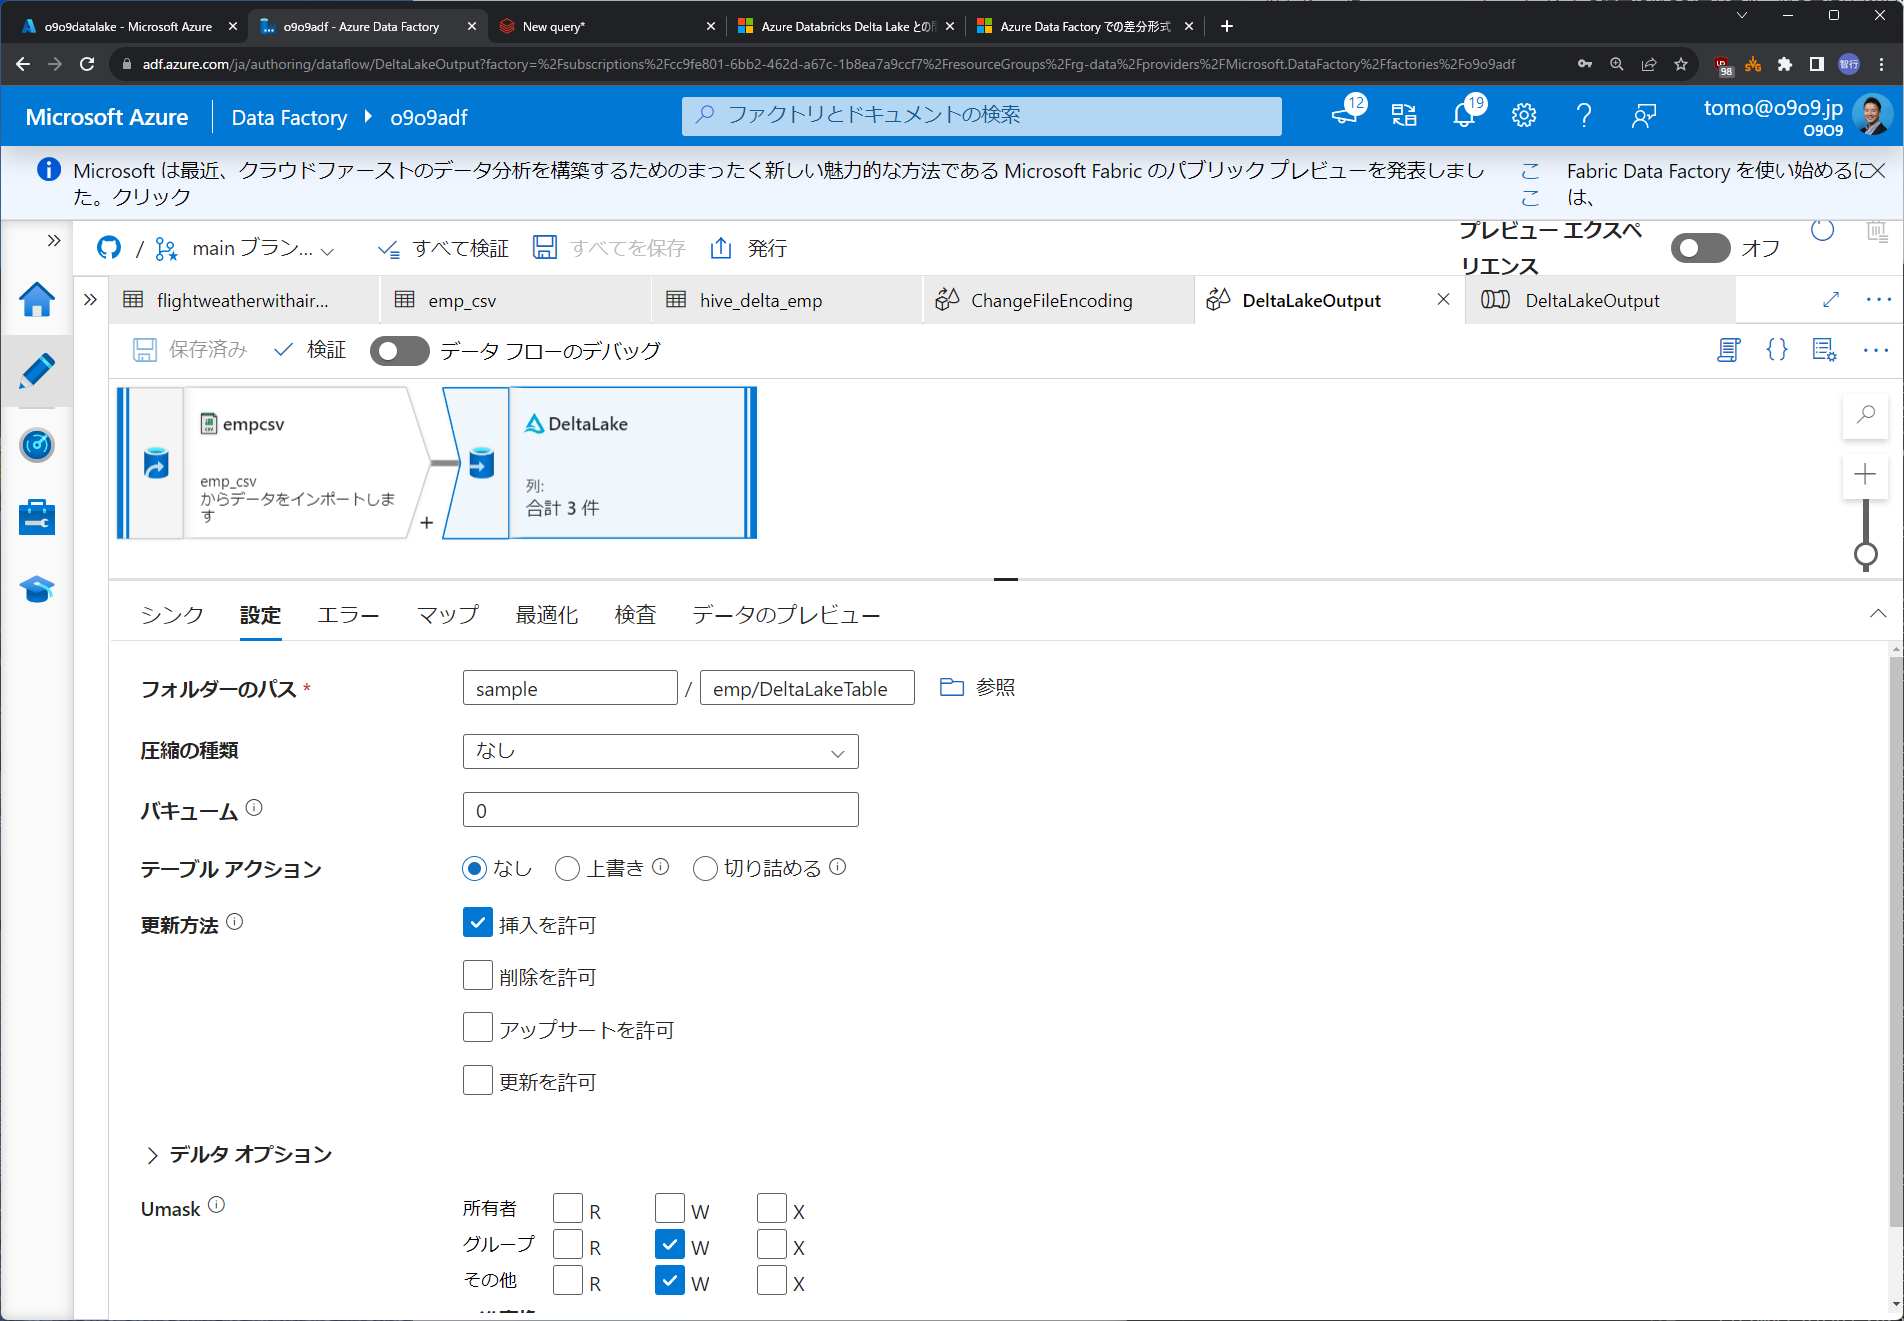 o9o9datalake - Microsoft Azure
o9o9adf - Azure Data Factory
New query*
Azure Databricks Delta Lake との
Azure Data Factory での差分形式
adf.azure.com/ja/authoring/dataflow/DeltaLakeOutput?factory=%2Fsubscriptions%2Fcc9fe801-6bb2-462d-a67c-1b8ea7a9ccf7%2FresourceGroups%2Frg-data%2Fproviders%2FMicrosoft.DataFactory%2Ffactories%2Fo9o9adf
98
智行
Microsoft Azure
Data Factory
o9o9adf
ファクトリとドキュメントの検索
12
19
tomo@o9o9.jp
O9O9
Microsoft は最近、クラウドファーストのデータ分析を構築するためのまったく新しい魅力的な方法である Microsoft Fabric のパブリック プレビューを発表しまし
た。クリック
こ
こ
Fabric Data Factory を使い始めるに
は、
/
main ブラン...
すべて検証
すべてを保存
発行
プレビュー エクスペ
リエンス
オフ
flightweatherwithair...
emp_csv
hive_delta_emp
ChangeFileEncoding
DeltaLakeOutput
DeltaLakeOutput
保存済み
検証
データ フローのデバッグ
empcsv
emp_csv
からデータをインポートしま
す
+
DeltaLake
列:
合計 3 件
シンク
設定
エラー
マップ
最適化
検査
データのプレビュー
フォルダーのパス *
sample
/
emp/DeltaLakeTable
参照
圧縮の種類
なし
バキューム
0
テーブル アクション
なし
上書き
切り詰める
更新方法
挿入を許可
削除を許可
アップサートを許可
更新を許可
デルタ オプション
Umask
所有者 R W X
グループ R W X
その他 R W X